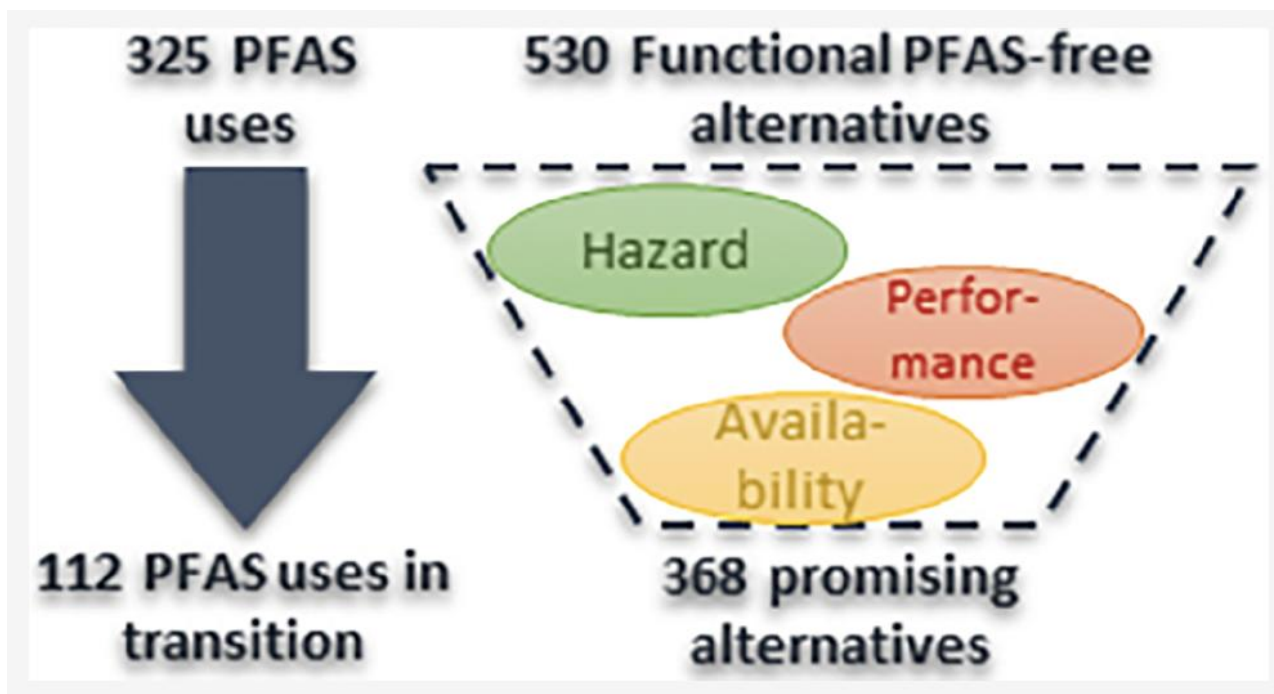 325 PFAS
uses
530 Functional PFAS-free
alternatives
Hazard
Perfor-
mance
Availa-
bility
112 PFAS uses in
transition
368 promising
alternatives